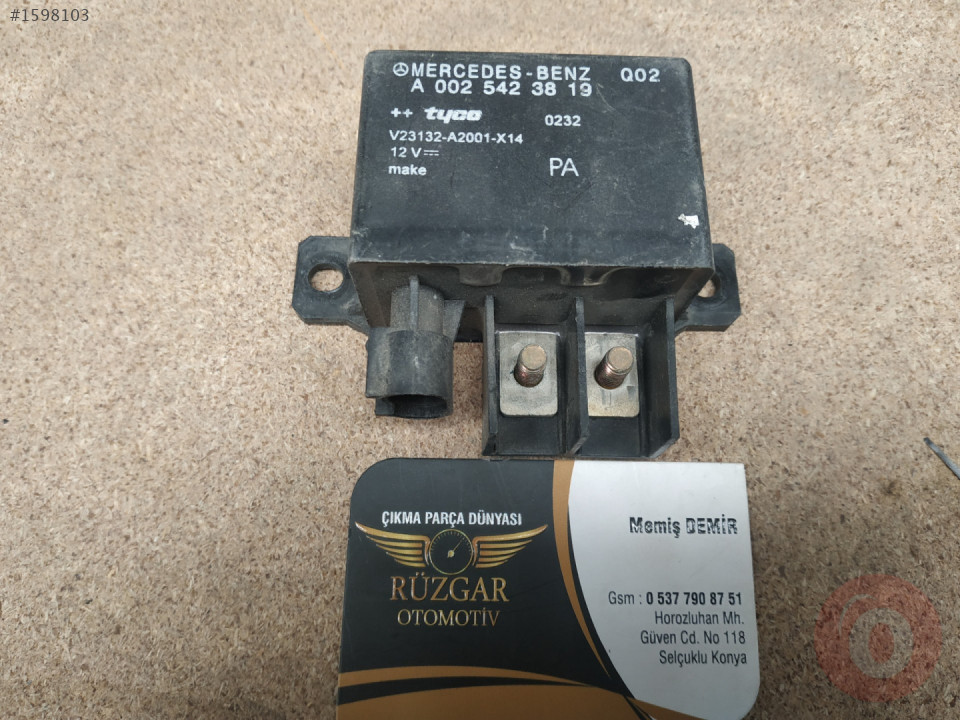 #1598103
MERCEDES-BENZ Q02
A 002 542 38 19
++ tyco 0232
V23132-A2001-X14
12 V
make PA
ÇIKMA PARÇA DÜNYASI
RÜZGAR
OTOMOTİV
Memiş DEMİR
Gsm : 0 537 790 87 51
Horozluhan Mh.
Güven Cd. No 118
Selçuklu Konya